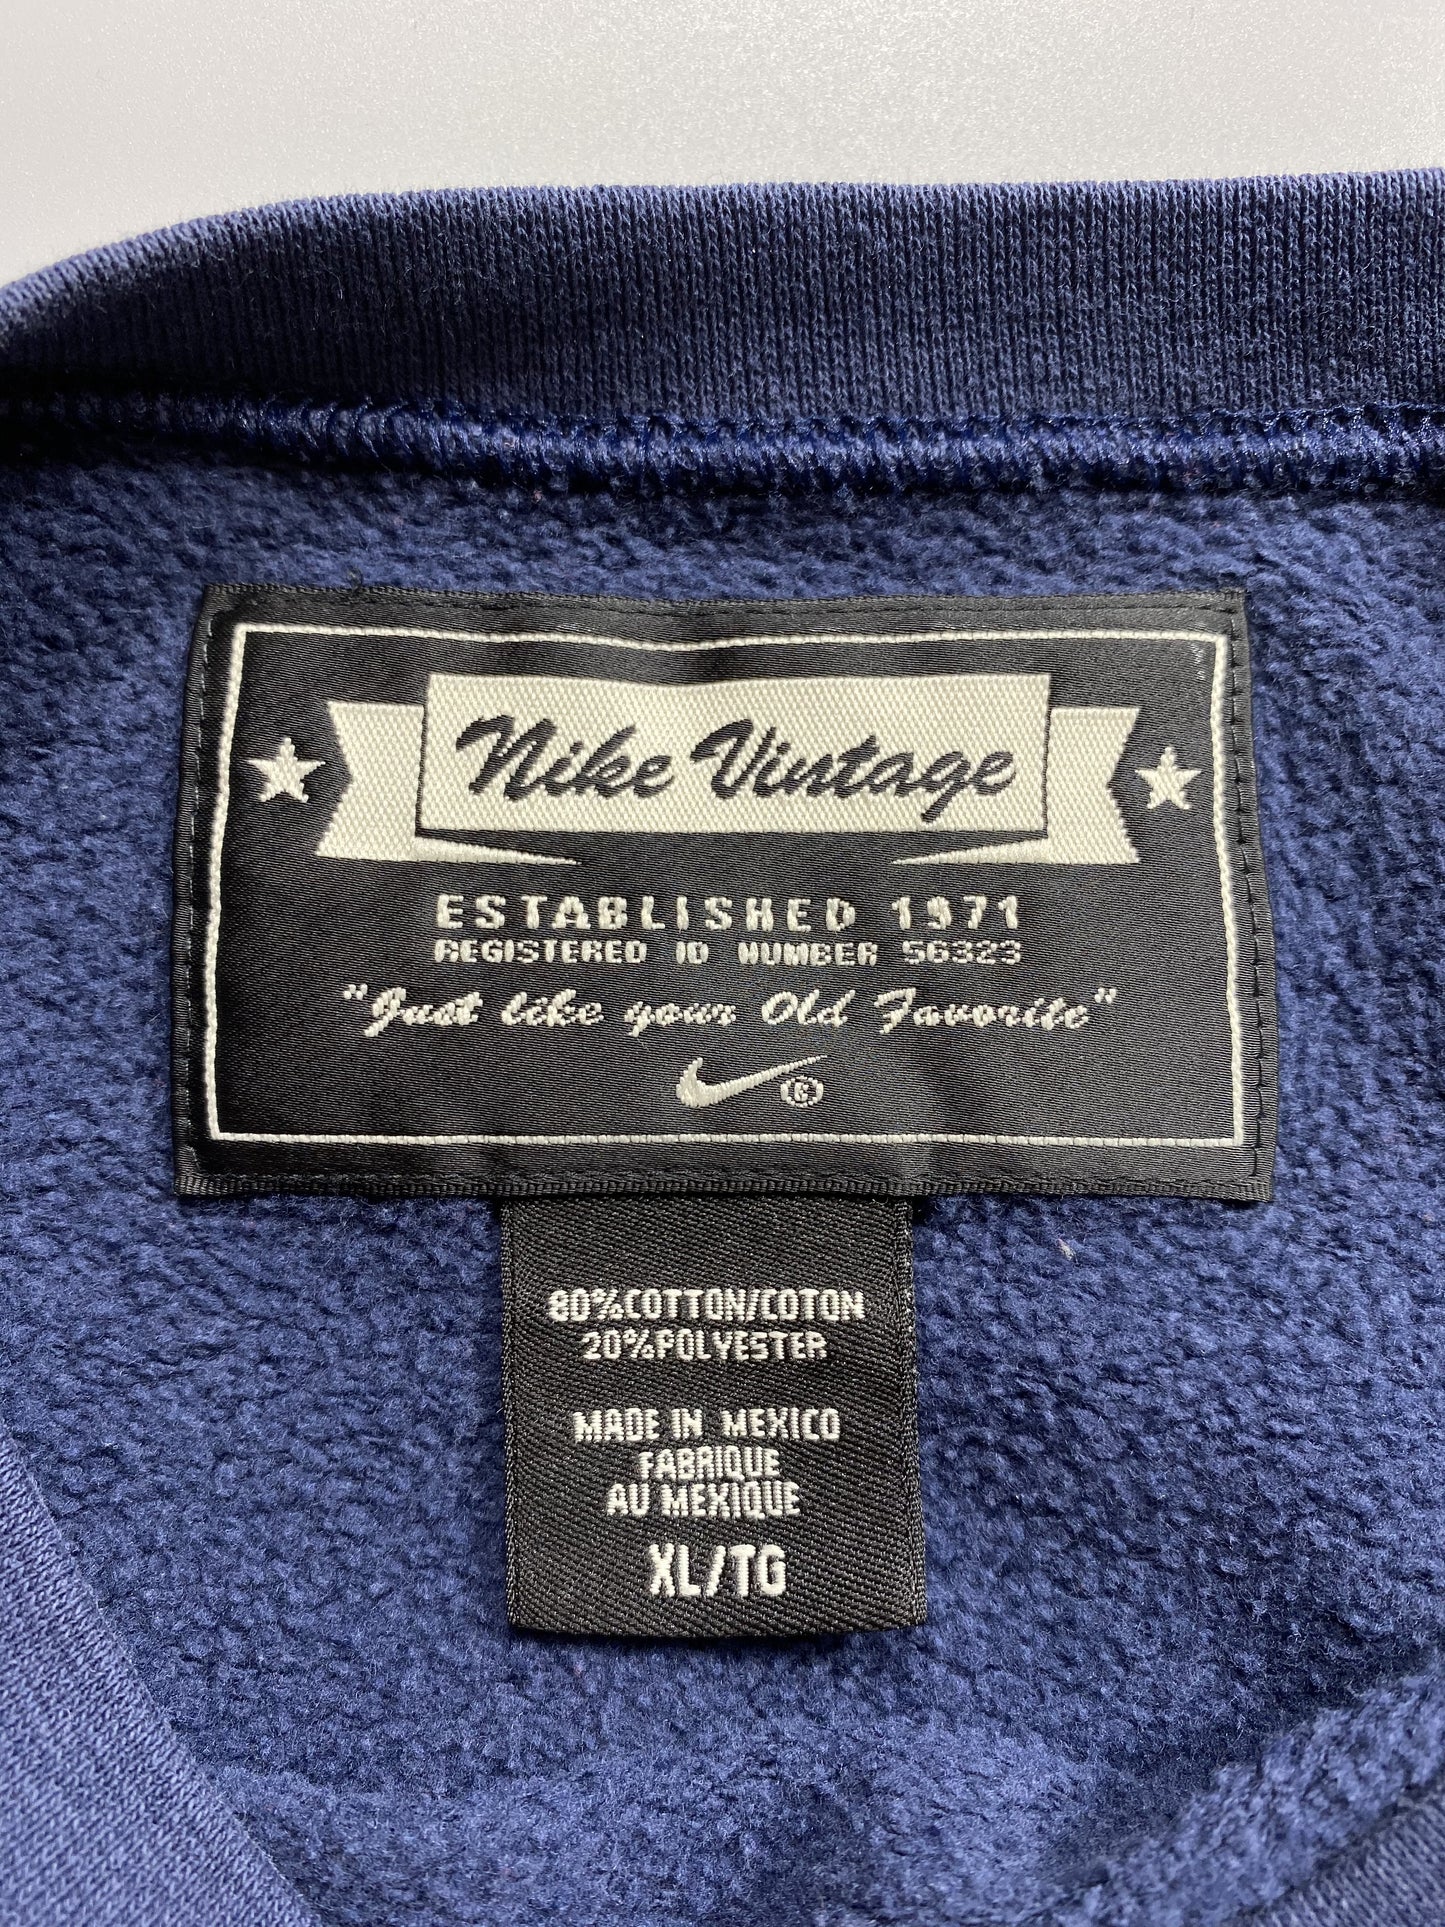 Nike Vintage
ESTABLISHED 1971
REGISTERED ID NUMBER 56323
"Just like your Old Favorite"
®
80%COTTON/COTON
20%POLYESTER
MADE IN MEXICO
FABRIQUE
AU MEXIQUE
XL/TG